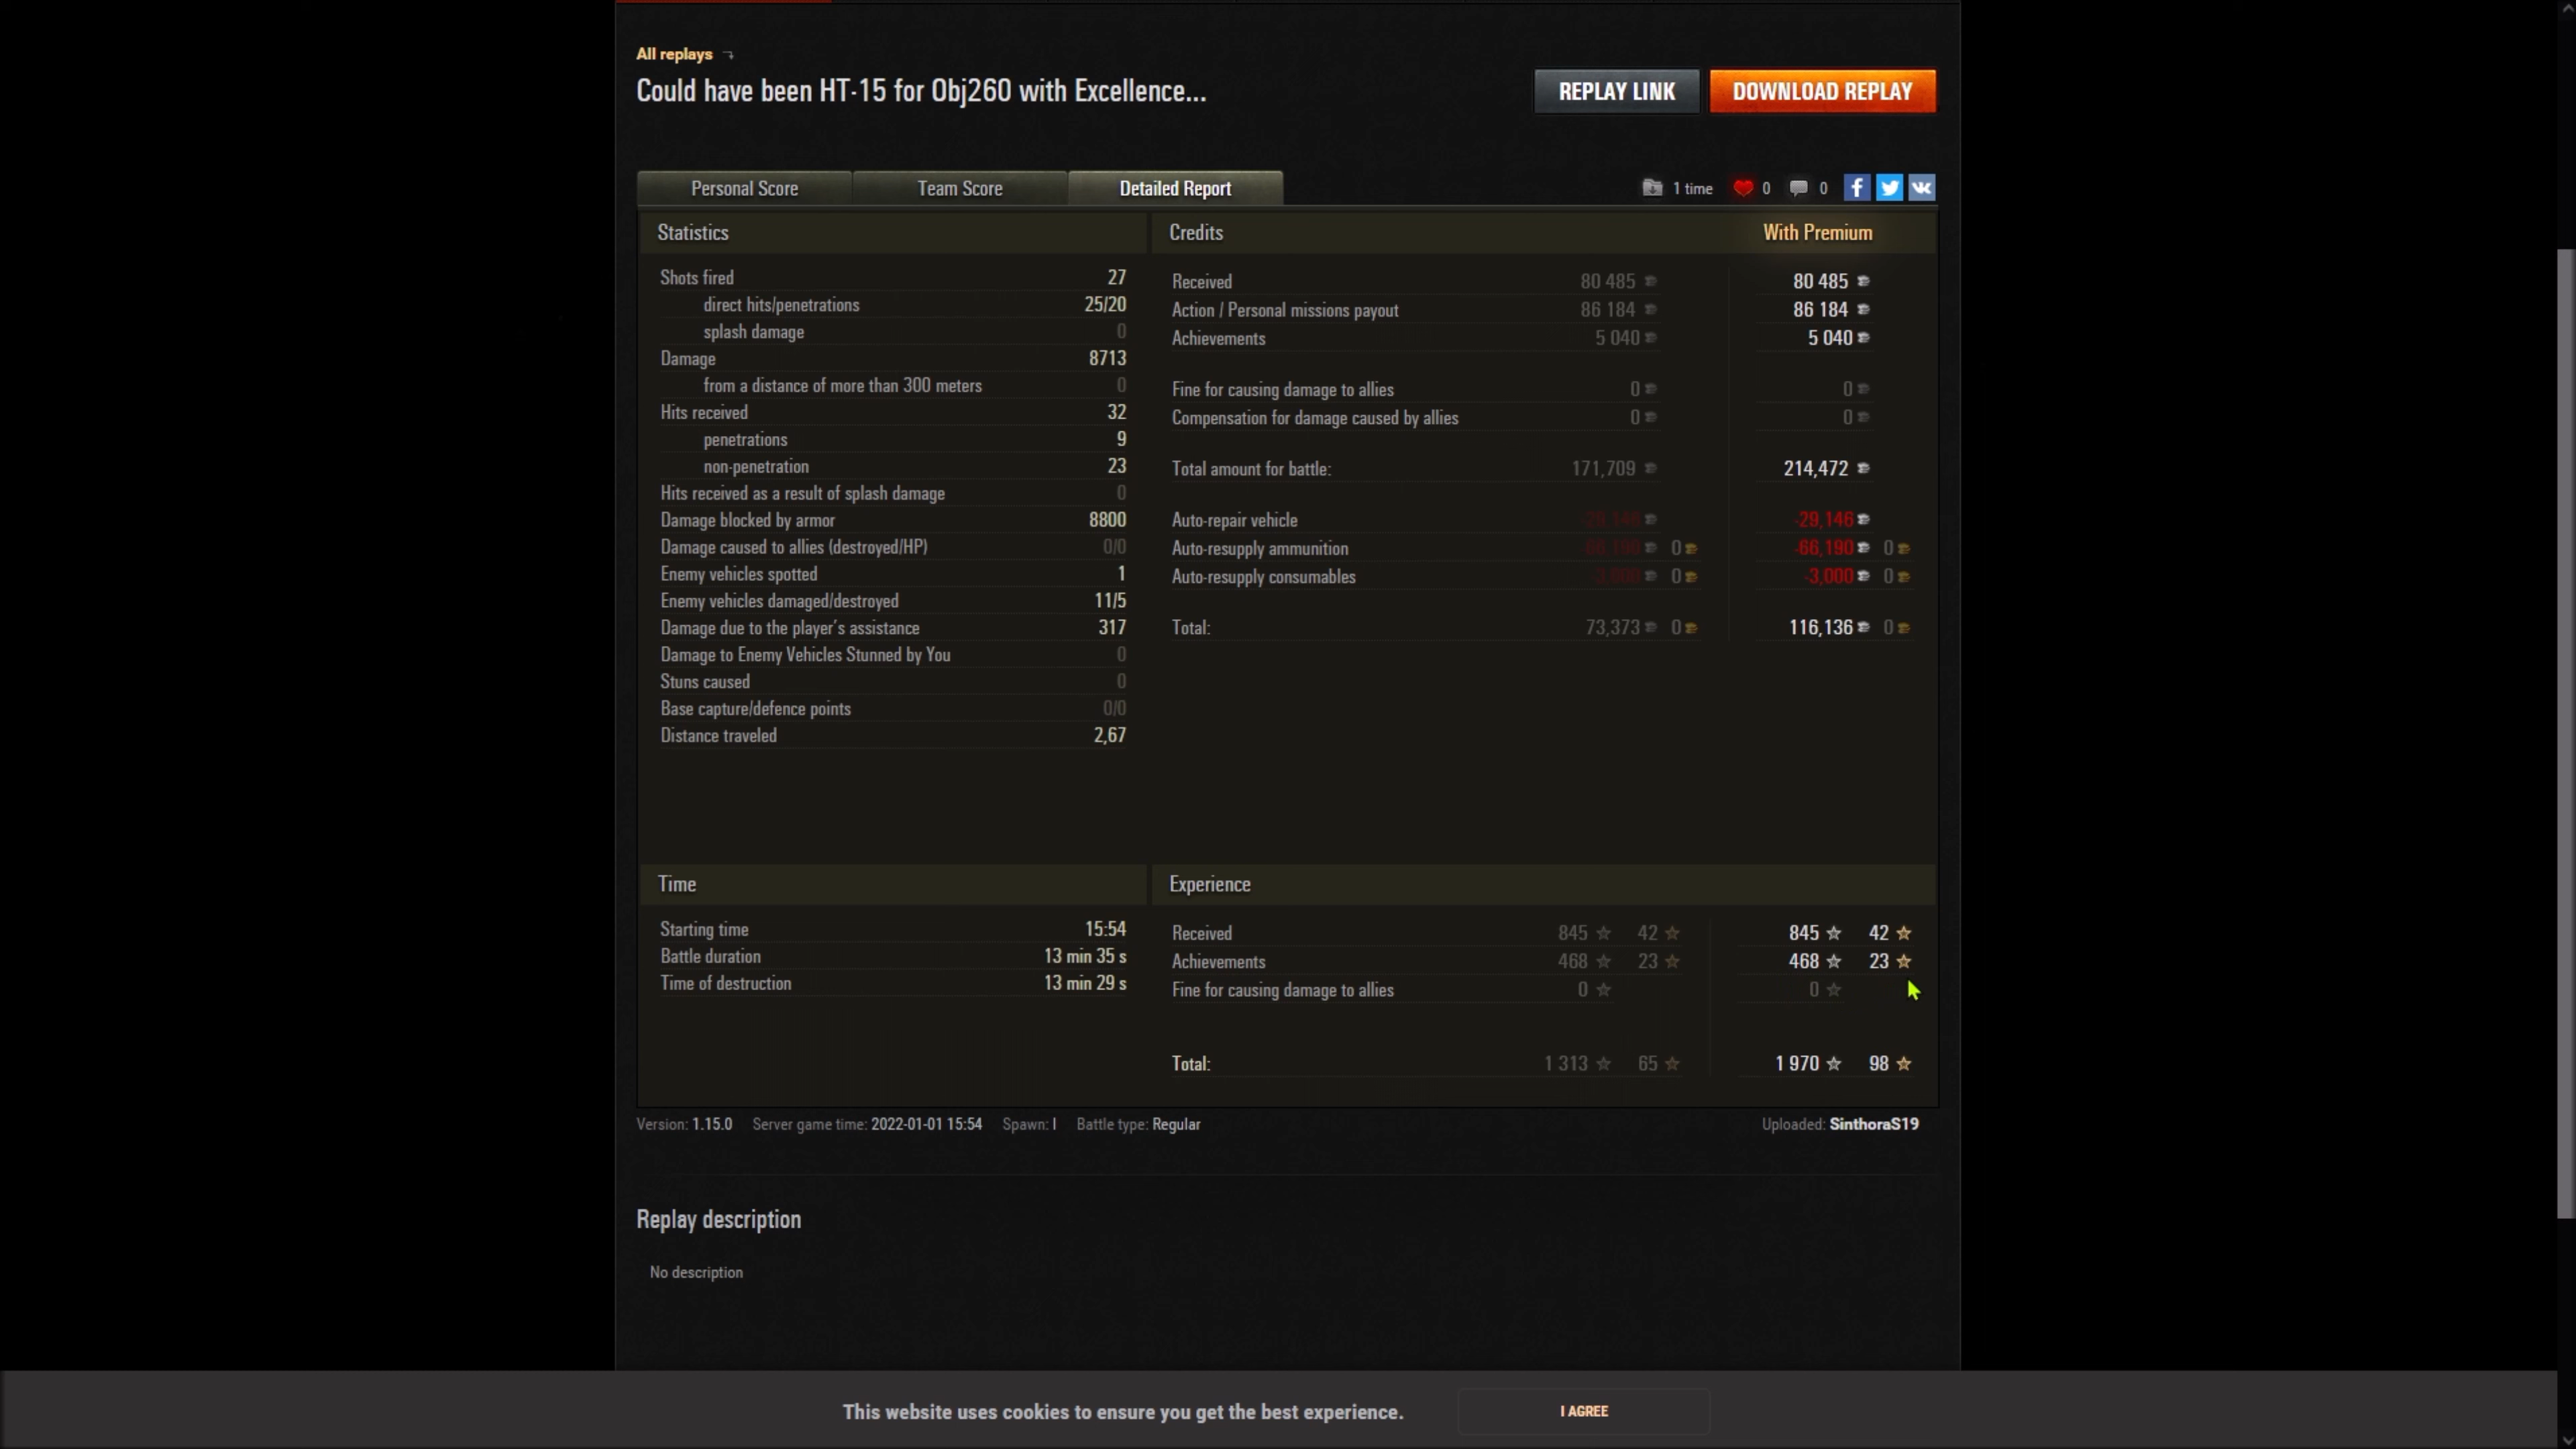 All replays
Could have been HT-15 for Obj260 with Excellence...
REPLAY LINK
DOWNLOAD REPLAY
Personal Score
Team Score
Detailed Report
1 time 0 0
Statistics
Shots fired 27
direct hits/penetrations 25/20
splash damage 0
Damage 8713
from a distance of more than 300 meters 0
Hits received 32
penetrations 9
non-penetration 23
Hits received as a result of splash damage 0
Damage blocked by armor 8800
Damage caused to allies (destroyed/HP) 0/0
Enemy vehicles spotted 1
Enemy vehicles damaged/destroyed 11/5
Damage due to the player's assistance 317
Damage to Enemy Vehicles Stunned by You 0
Stuns caused 0
Base capture/defence points 0/0
Distance traveled 2,67
Credits With Premium
Received 80 485 80 485
Action / Personal missions payout 86 184 86 184
Achievements 5 040 5 040
Fine for causing damage to allies 0 0
Compensation for damage caused by allies 0 0
Total amount for battle: 171,709 214,472
Auto-repair vehicle -29,146 -29,146
Auto-resupply ammunition -66,190 0 -66,190 0
Auto-resupply consumables -3,000 0 -3,000 0
Total: 73,373 0 116,136 0
Time
Starting time 15:54
Battle duration 13 min 35 s
Time of destruction 13 min 29 s
Experience
Received 845 42 845 42
Achievements 468 23 468 23
Fine for causing damage to allies 0 0
Total: 1 313 65 1 970 98
Version: 1.15.0 Server game time: 2022-01-01 15:54 Spawn: I Battle type: Regular Uploaded: SinthoraS19
Replay description
No description
This website uses cookies to ensure you get the best experience.
I AGREE